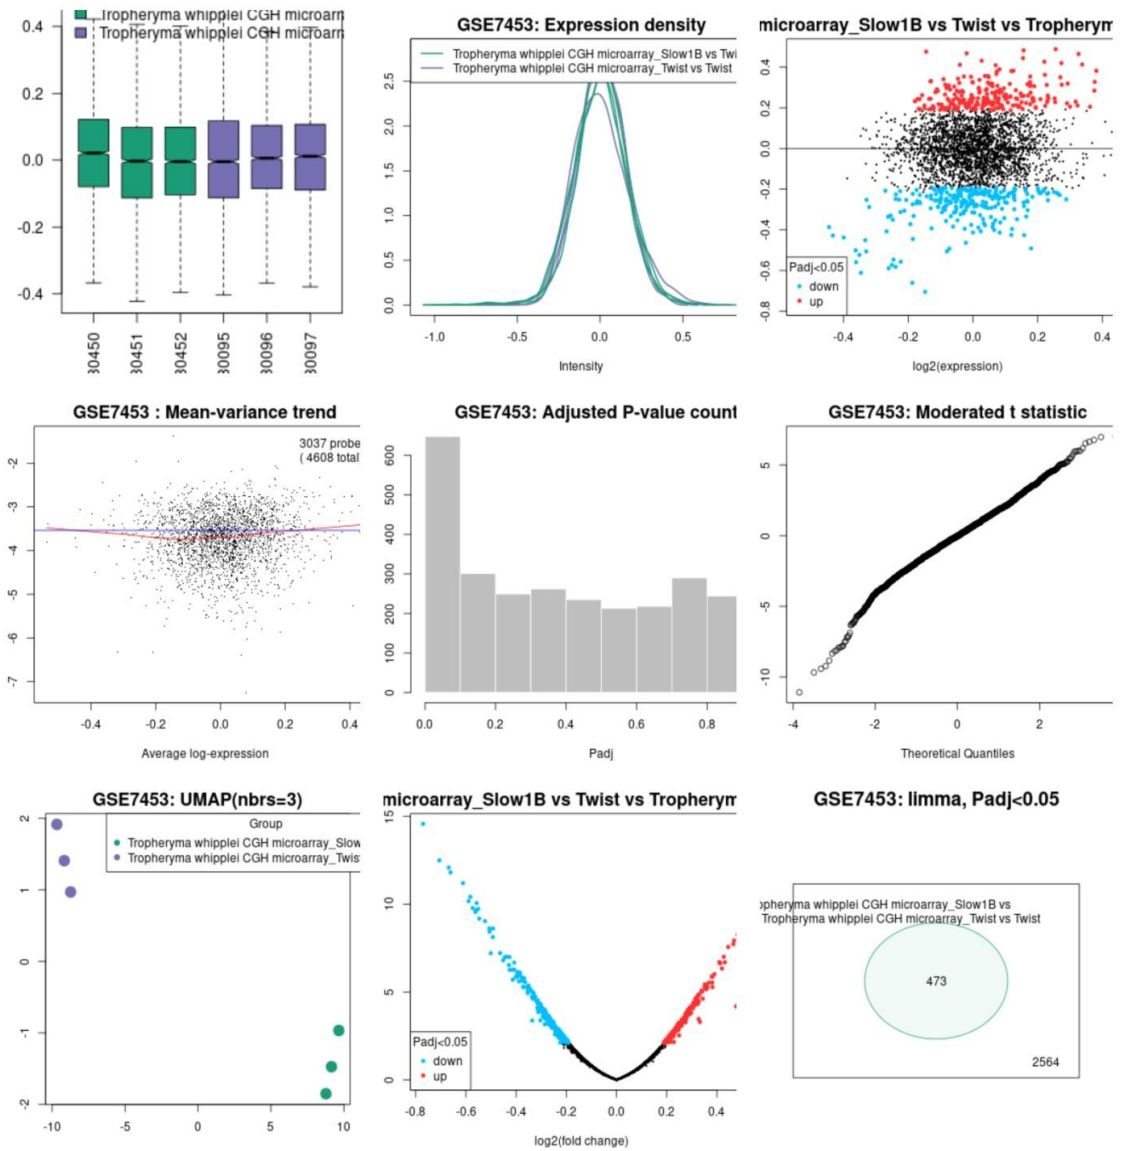 Tropheryma whipplei CGH microarr
Tropheryma whipplei CGH microarr
0.4
0.2
0.0
-0.2
-0.4
30450
30451
30452
30095
30096
30097
GSE7453: Expression density
Tropheryma whipplei CGH microarray_Slow1B vs Twi
Tropheryma whipplei CGH microarray_Twist vs Twist
2.5
2.0
1.5
1.0
0.5
0.0
-1.0 -0.5 0.0 0.5
Intensity
microarray_Slow1B vs Twist vs Tropherym
0.4
0.2
0.0
-0.2
-0.4
-0.6
-0.8
Padj<0.05
down
up
-0.4 -0.2 0.0 0.2 0.4
log2(expression)
GSE7453 : Mean-variance trend
3037 probe
( 4608 total
-2
-3
-4
-5
-6
-7
-0.4 -0.2 0.0 0.2 0.4
Average log-expression
GSE7453: Adjusted P-value count
600
500
400
300
200
100
0
0.0 0.2 0.4 0.6 0.8
Padj
GSE7453: Moderated t statistic
5
0
-5
-10
-4 -2 0 2
Theoretical Quantiles
GSE7453: UMAP(nbrs=3)
Group
Tropheryma whipplei CGH microarray_Slow
Tropheryma whipplei CGH microarray_Twis
2
1
0
-1
-2
-10 -5 0 5 10
microarray_Slow1B vs Twist vs Tropherym
15
10
5
0
Padj<0.05
down
up
-0.8 -0.6 -0.4 -0.2 0.0 0.2 0.4
log2(fold change)
GSE7453: limma, Padj<0.05
opheryma whipplei CGH microarray_Slow1B vs
Tropheryma whipplei CGH microarray_Twist vs Twist
473
2564